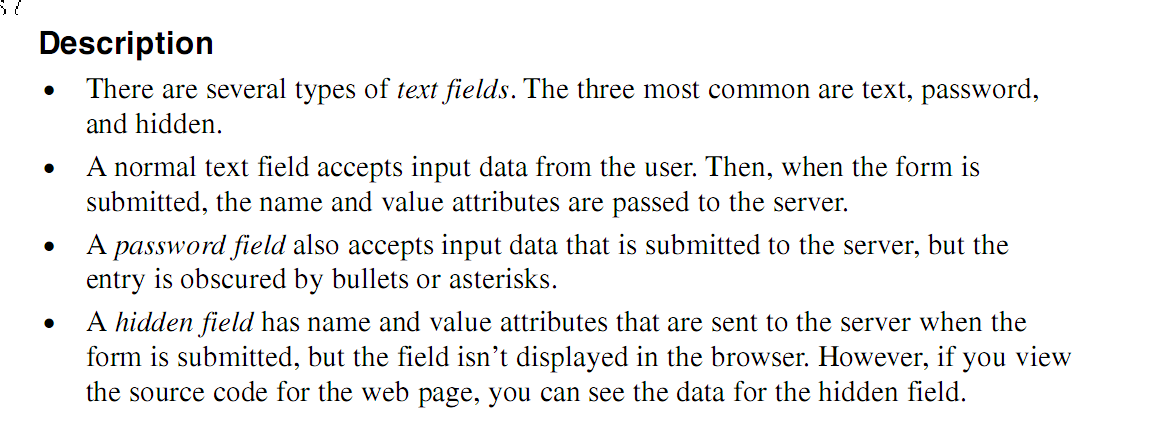 Description
• There are several types of text fields. The three most common are text, password,
and hidden.
• A normal text field accepts input data from the user. Then, when the form is
submitted, the name and value attributes are passed to the server.
• A password field also accepts input data that is submitted to the server, but the
entry is obscured by bullets or asterisks.
• A hidden field has name and value attributes that are sent to the server when the
form is submitted, but the field isn’t displayed in the browser. However, if you view
the source code for the web page, you can see the data for the hidden field.